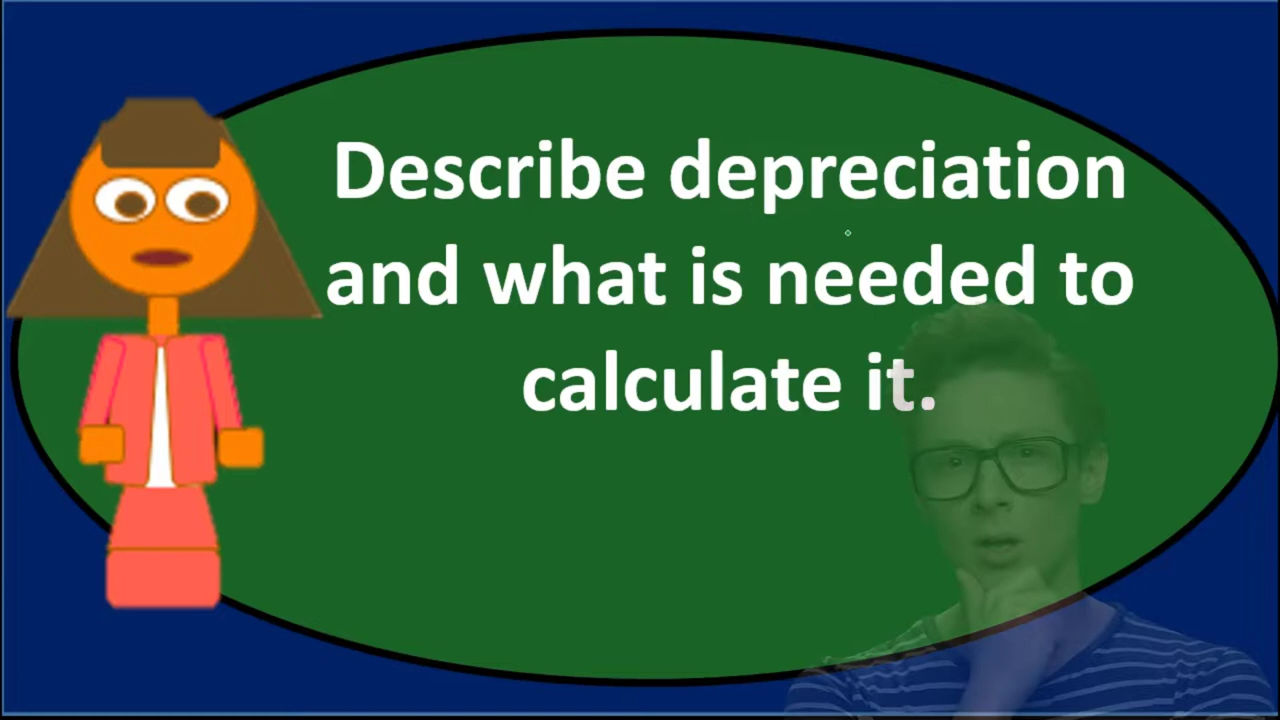 Describe depreciation
and what is needed to
calculate it.